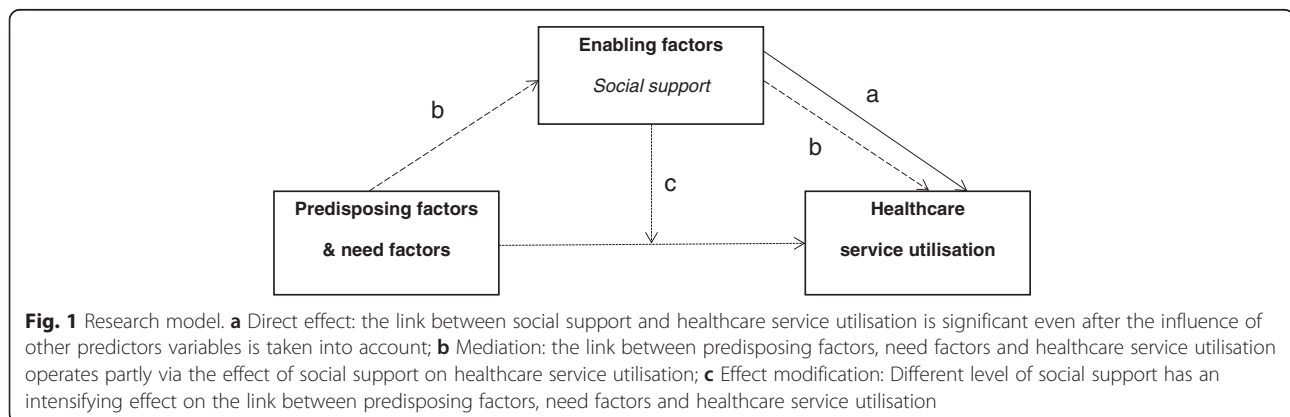 Enabling factors
Social support
a
b
b
c
Predisposing factors
& need factors
Healthcare
service utilisation
Fig. 1 Research model. a Direct effect: the link between social support and healthcare service utilisation is significant even after the influence of
other predictors variables is taken into account; b Mediation: the link between predisposing factors, need factors and healthcare service utilisation
operates partly via the effect of social support on healthcare service utilisation; c Effect modification: Different level of social support has an
intensifying effect on the link between predisposing factors, need factors and healthcare service utilisation